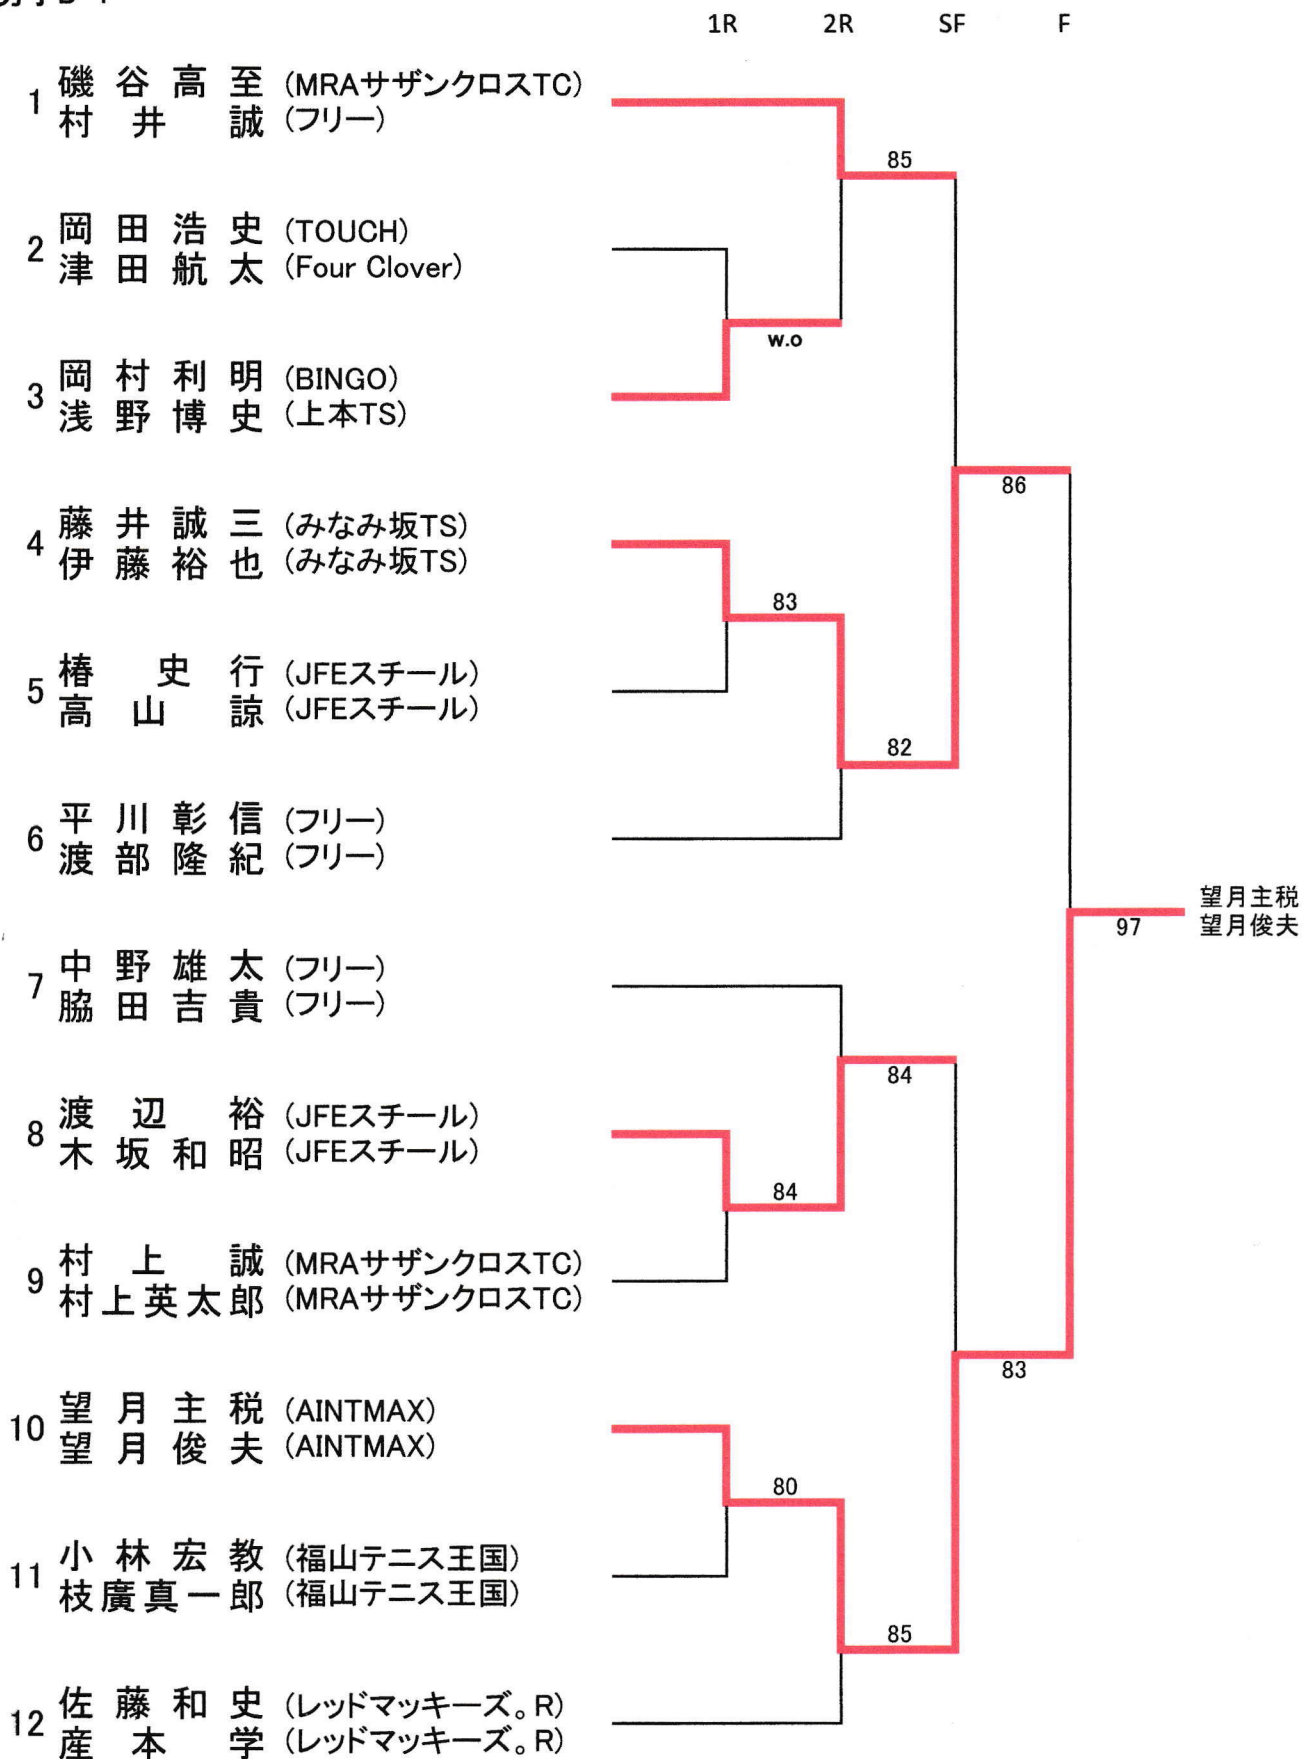 1R 2R SF F
1 磯谷高至 (MRAサザンクロスTC)
村井 誠 (フリー)
85
2 岡田浩史 (TOUCH)
津田航太 (Four Clover)
w.o
3 岡村利明 (BINGO)
浅野博史 (上本TS)
86
4 藤井誠三 (みなみ坂TS)
伊藤裕也 (みなみ坂TS)
83
5 椿 史行 (JFEスチール)
高山 諒 (JFEスチール)
82
6 平川彰信 (フリー)
渡部隆紀 (フリー)
望月主税
97 望月俊夫
7 中野雄太 (フリー)
脇田吉貴 (フリー)
84
8 渡辺 裕 (JFEスチール)
木坂和昭 (JFEスチール)
84
9 村上 誠 (MRAサザンクロスTC)
村上英太郎 (MRAサザンクロスTC)
83
10 望月主税 (AINTMAX)
望月俊夫 (AINTMAX)
80
11 小林宏教 (福山テニス王国)
枝廣真一郎 (福山テニス王国)
85
12 佐藤和史 (レッドマッキーズ。R)
産本 学 (レッドマッキーズ。R)